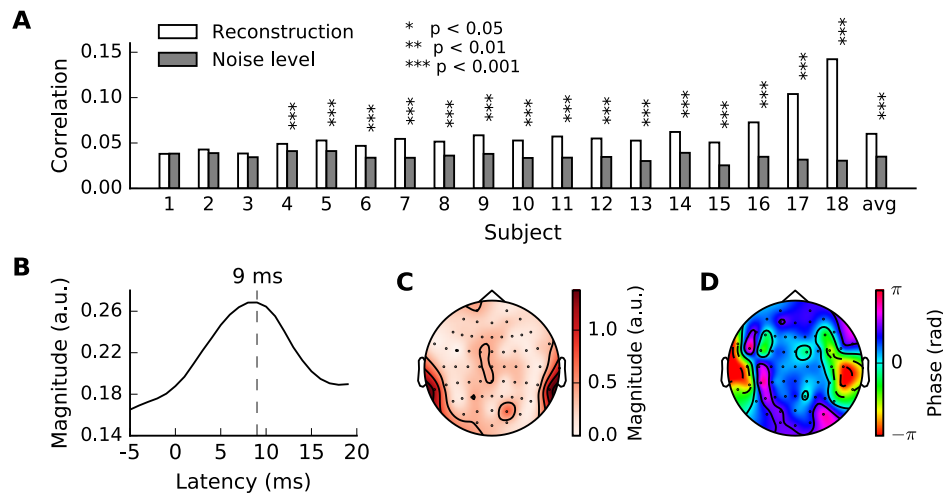 A
Reconstruction
Noise level
* p < 0.05
** p < 0.01
*** p < 0.001
Correlation
0.15
0.10
0.05
0.00
*** *** *** *** *** *** *** *** *** *** *** *** *** *** *** ***
1 2 3 4 5 6 7 8 9 10 11 12 13 14 15 16 17 18 avg
Subject
B
9 ms
Magnitude (a.u.)
0.26
0.22
0.18
0.14
-5 0 5 10 15 20
Latency (ms)
C
1.0
0.5
0.0
Magnitude (a.u.)
D
π
0
−π
Phase (rad)